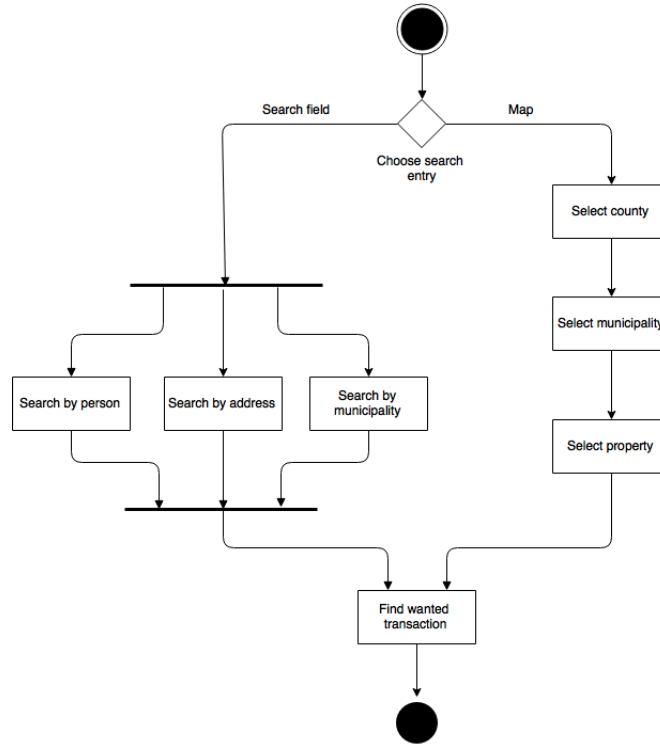 Search field
Map
Choose search
entry
Select county
Select municipality
Search by person
Search by address
Search by
municipality
Select property
Find wanted
transaction